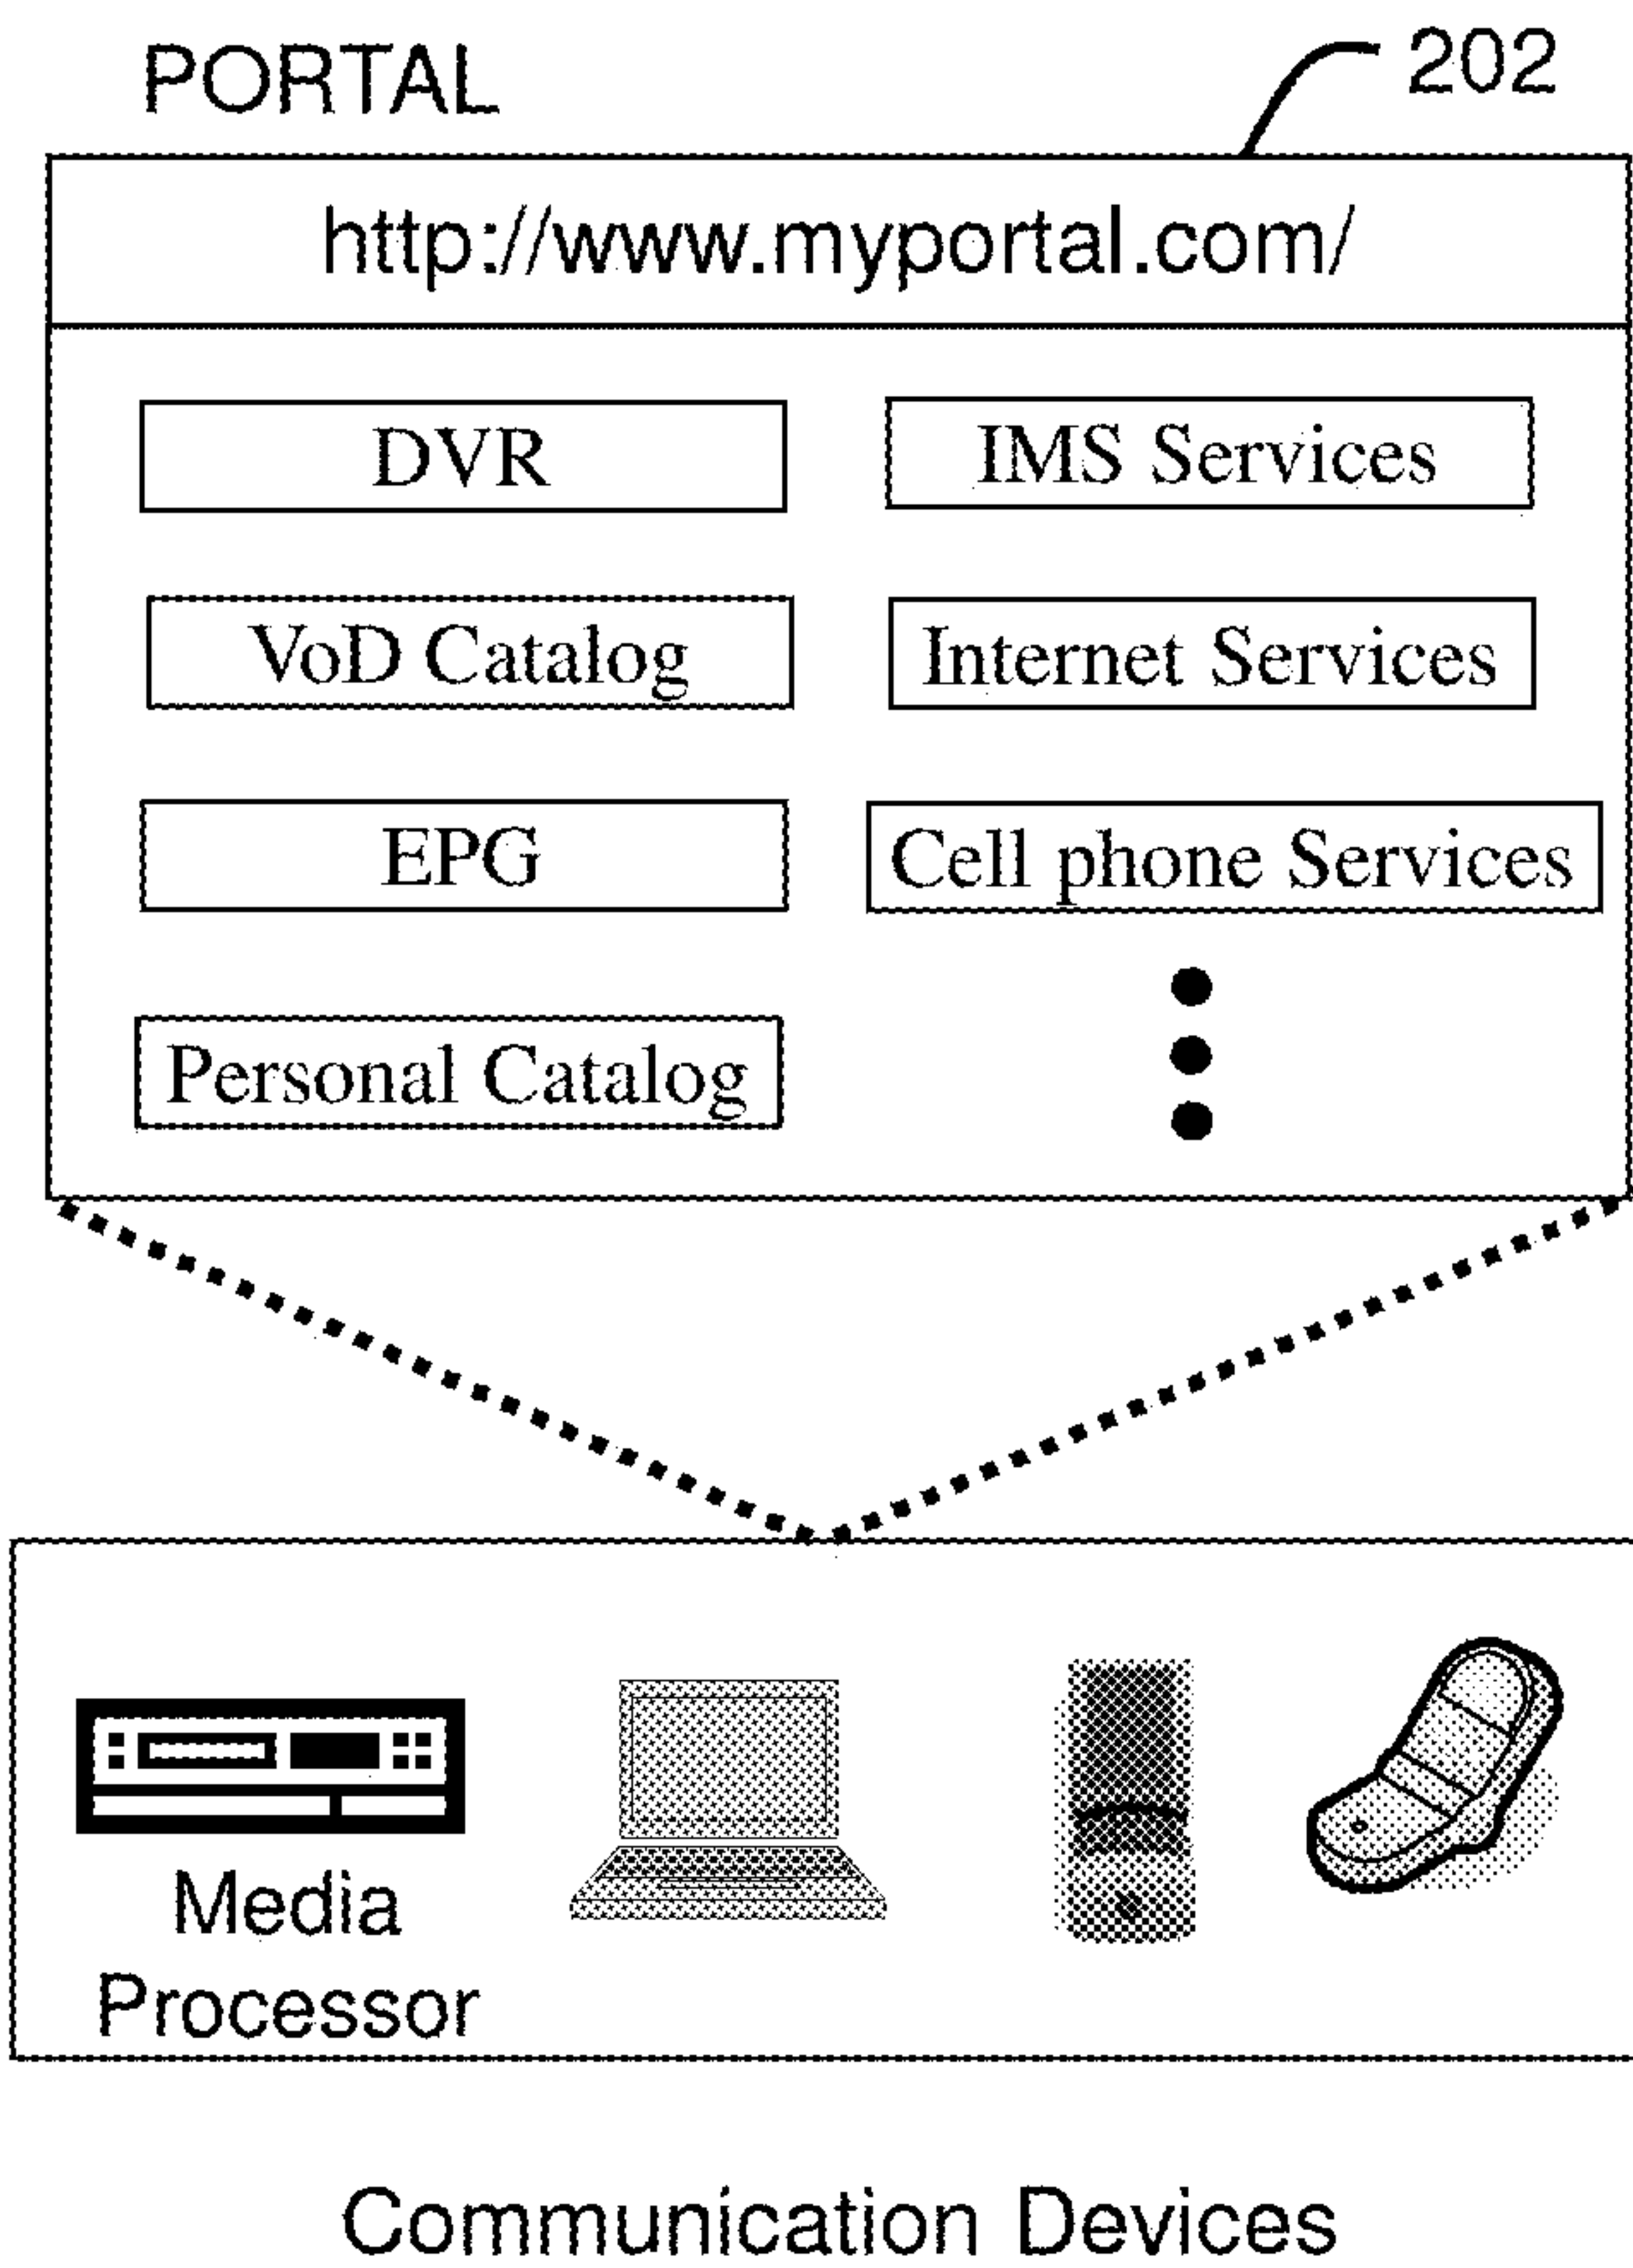 PORTAL
202
http://www.myportal.com/
DVR
IMS Services
VoD Catalog
Internet Services
EPG
Cell phone Services
Personal Catalog
Media
Processor
Communication Devices